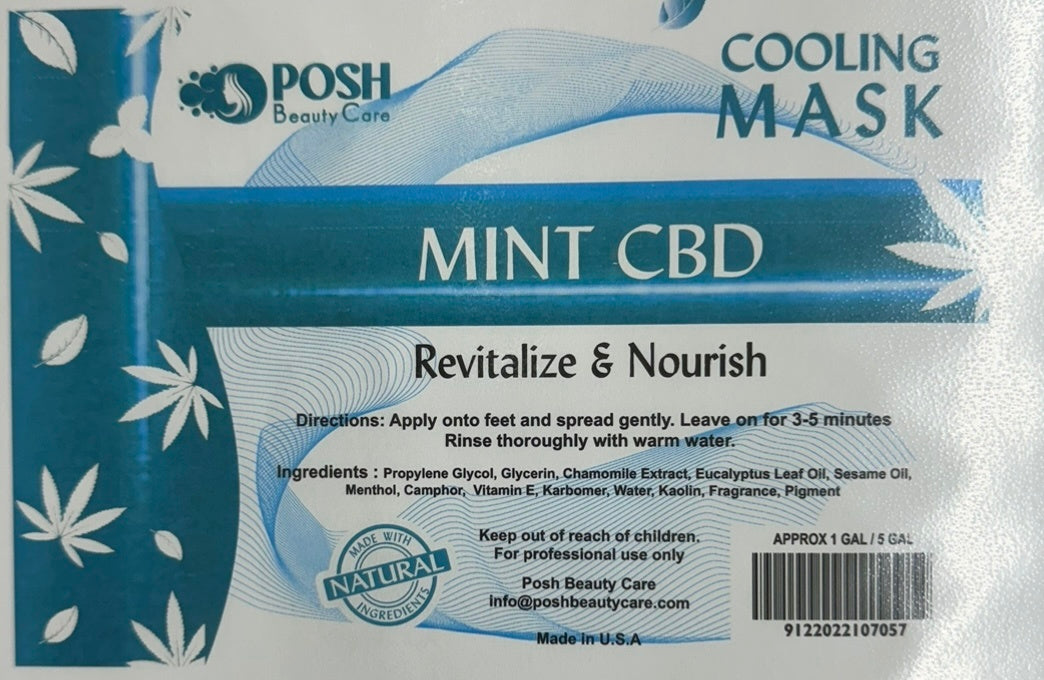 POSH
Beauty Care
COOLING
MASK
MINT CBD
Revitalize & Nourish
Directions: Apply onto feet and spread gently. Leave on for 3-5 minutes
Rinse thoroughly with warm water.
Ingredients : Propylene Glycol, Glycerin, Chamomile Extract, Eucalyptus Leaf Oil, Sesame Oil,
Menthol, Camphor, Vitamin E, Karbomer, Water, Kaolin, Fragrance, Pigment
MADE WITH
NATURAL
INGREDIENTS
Keep out of reach of children.
For professional use only
Posh Beauty Care
info@poshbeautycare.com
Made in U.S.A
APPROX 1 GAL / 5 GAL
9122022107057